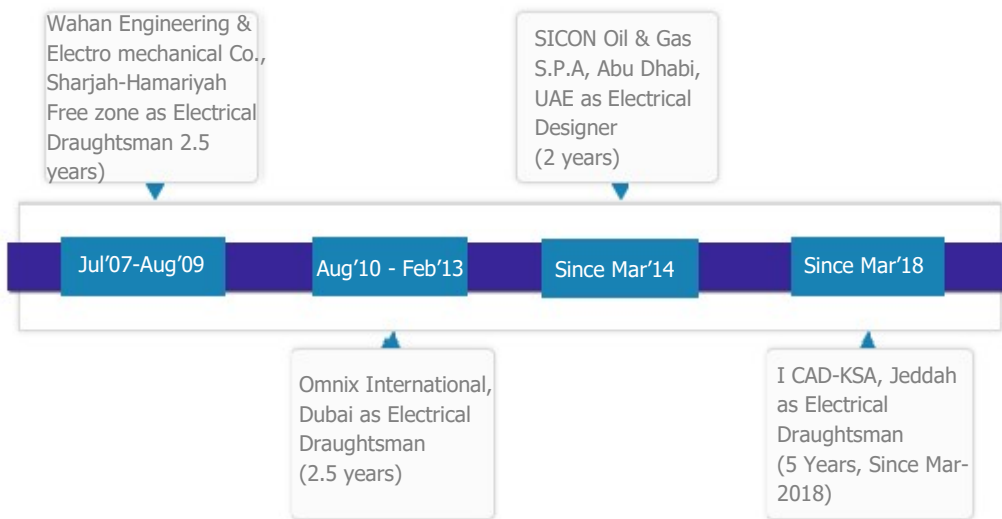 Wahan Engineering &
Electro mechanical Co.,
Sharjah-Hamariyah
Free zone as Electrical
Draughtsman 2.5
years)
SICON Oil & Gas
S.P.A, Abu Dhabi,
UAE as Electrical
Designer
(2 years)
Jul’07-Aug’09
Aug’10 - Feb’13
Since Mar’14
Since Mar’18
Omnix International,
Dubai as Electrical
Draughtsman
(2.5 years)
I CAD-KSA, Jeddah
as Electrical
Draughtsman
(5 Years, Since Mar-
2018)